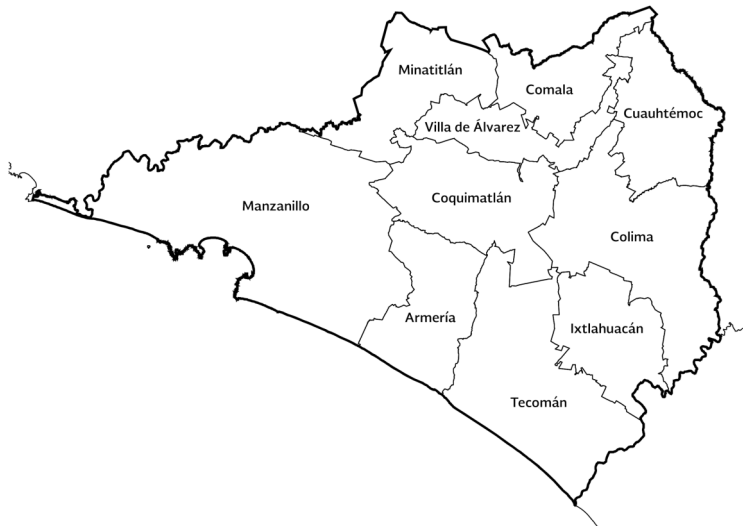 Minatitlán
Comala
Cuauhtémoc
Villa de Álvarez
Coquimatlán
Manzanillo
Colima
Armería
Ixtlahuacán
Tecomán